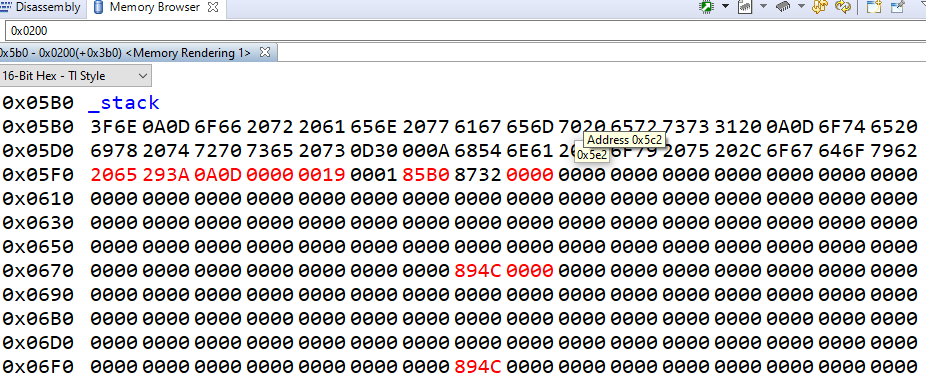 Disassembly
Memory Browser
0x0200
0x5b0 - 0x0200(+0x3b0) <Memory Rendering 1>
16-Bit Hex - TI Style
0x05B0 _stack
0x05B0 3F6E 0A0D 6F66 2072 2061 656E 2077 6167 656D 7020 6572 7373 3120 0A0D 6F74 6520
Address 0x5c2
0x05D0 6978 2074 7270 7365 2073 0D30 000A 6854 6E61 6F79 2075 202C 6F67 646F 7962
0x5e2
0x05F0 2065 293A 0A0D 0000 0019 0001 85B0 8732 0000 0000 0000 0000 0000 0000 0000 0000
0x0610 0000 0000 0000 0000 0000 0000 0000 0000 0000 0000 0000 0000 0000 0000 0000 0000
0x0630 0000 0000 0000 0000 0000 0000 0000 0000 0000 0000 0000 0000 0000 0000 0000 0000
0x0650 0000 0000 0000 0000 0000 0000 0000 0000 0000 0000 0000 0000 0000 0000 0000 0000
0x0670 0000 0000 0000 0000 0000 0000 0000 894C 0000 0000 0000 0000 0000 0000 0000 0000
0x0690 0000 0000 0000 0000 0000 0000 0000 0000 0000 0000 0000 0000 0000 0000 0000 0000
0x06B0 0000 0000 0000 0000 0000 0000 0000 0000 0000 0000 0000 0000 0000 0000 0000 0000
0x06D0 0000 0000 0000 0000 0000 0000 0000 0000 0000 0000 0000 0000 0000 0000 0000 0000
0x06F0 0000 0000 0000 0000 0000 0000 0000 894C 0000 0000 0000 0000 0000 0000 0000 0000